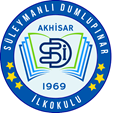 SÜLEYMANLİ DUMLUPINAR
AKHİSAR
1969
İLKOKULU